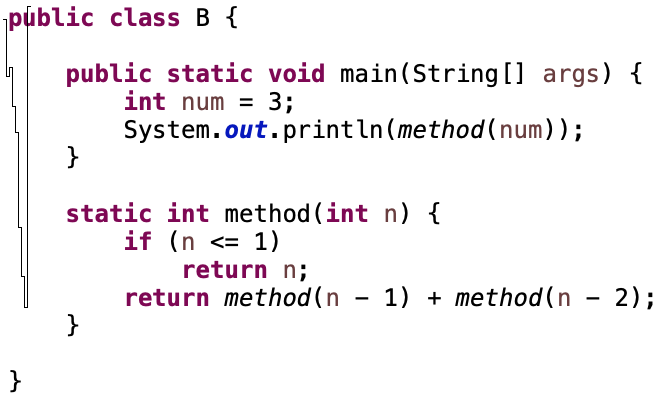 public class B {
public static void main(String[] args) {
int num = 3;
System.out.println(method(num));
}
static int method(int n) {
if (n <= 1)
return n;
return method(n - 1) + method(n - 2);
}
}